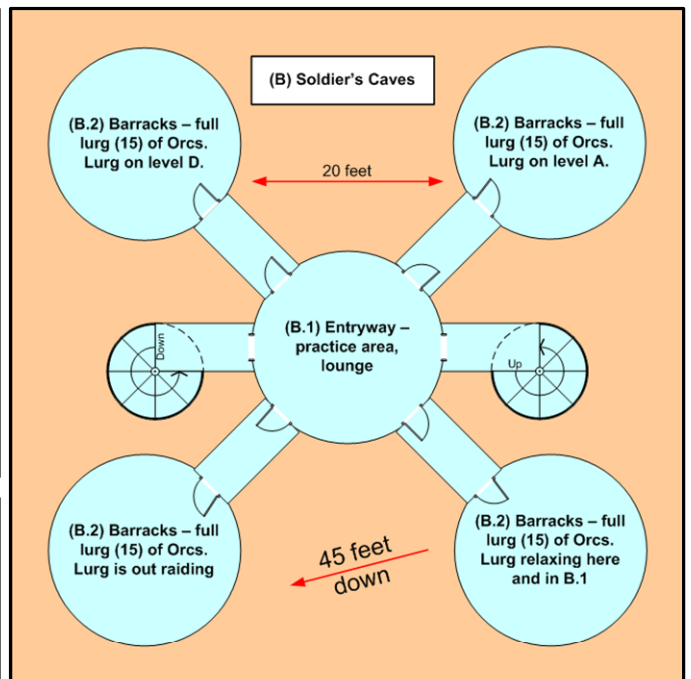 (B) Soldier's Caves
(B.2) Barracks – full
lurg (15) of Orcs.
Lurg on level D.
(B.2) Barracks – full
lurg (15) of Orcs.
Lurg on level A.
20 feet
(B.1) Entryway –
practice area,
lounge
Down
Up
(B.2) Barracks – full
lurg (15) of Orcs.
Lurg is out raiding
(B.2) Barracks – full
lurg (15) of Orcs.
Lurg relaxing here
and in B.1
45 feet
down